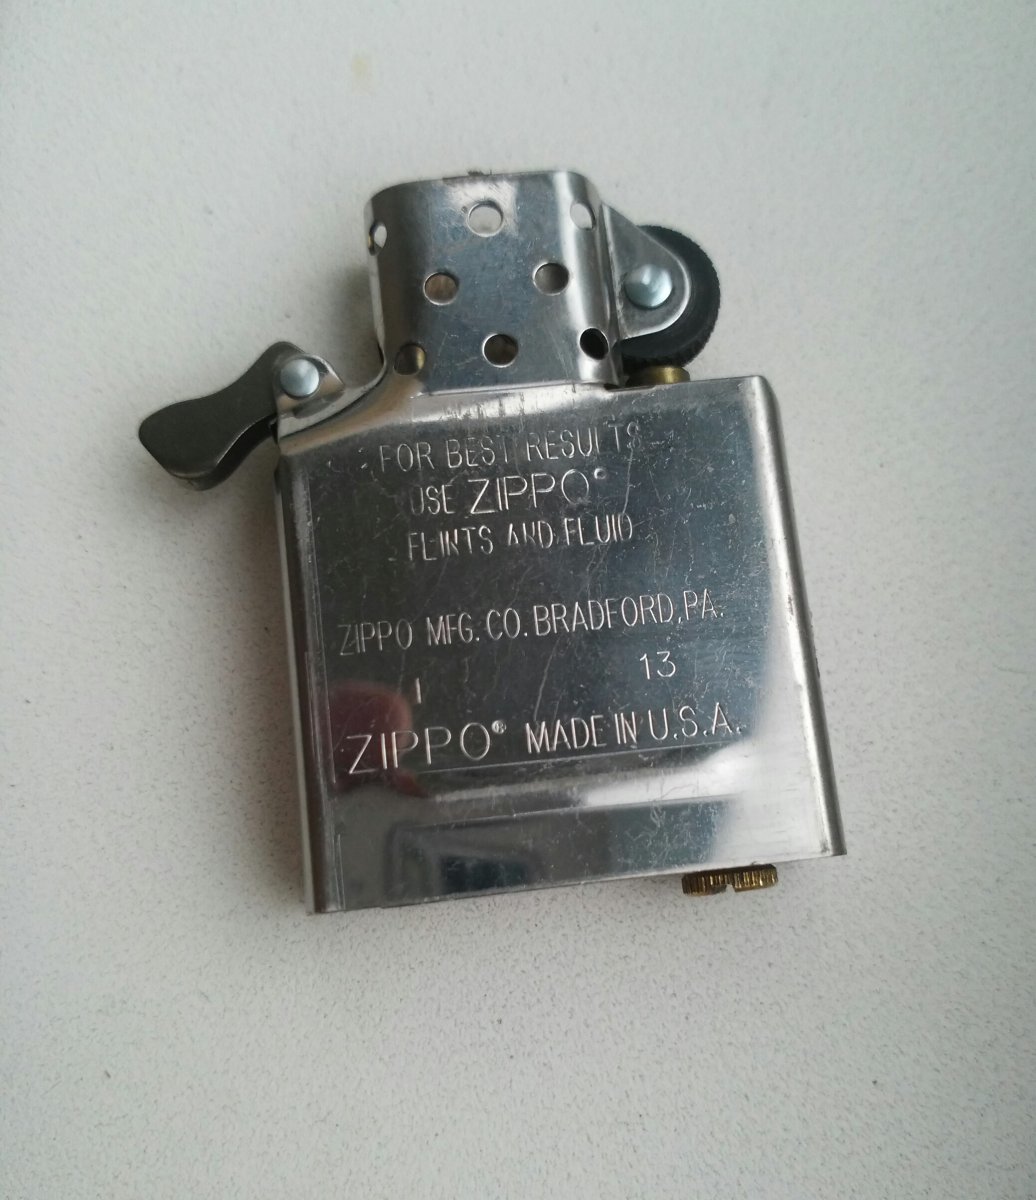 FOR BEST RESULTS
USE ZIPPO®
FLINTS AND FLUID
ZIPPO MFG. CO. BRADFORD, PA.
I 13
ZIPPO® MADE IN U.S.A.